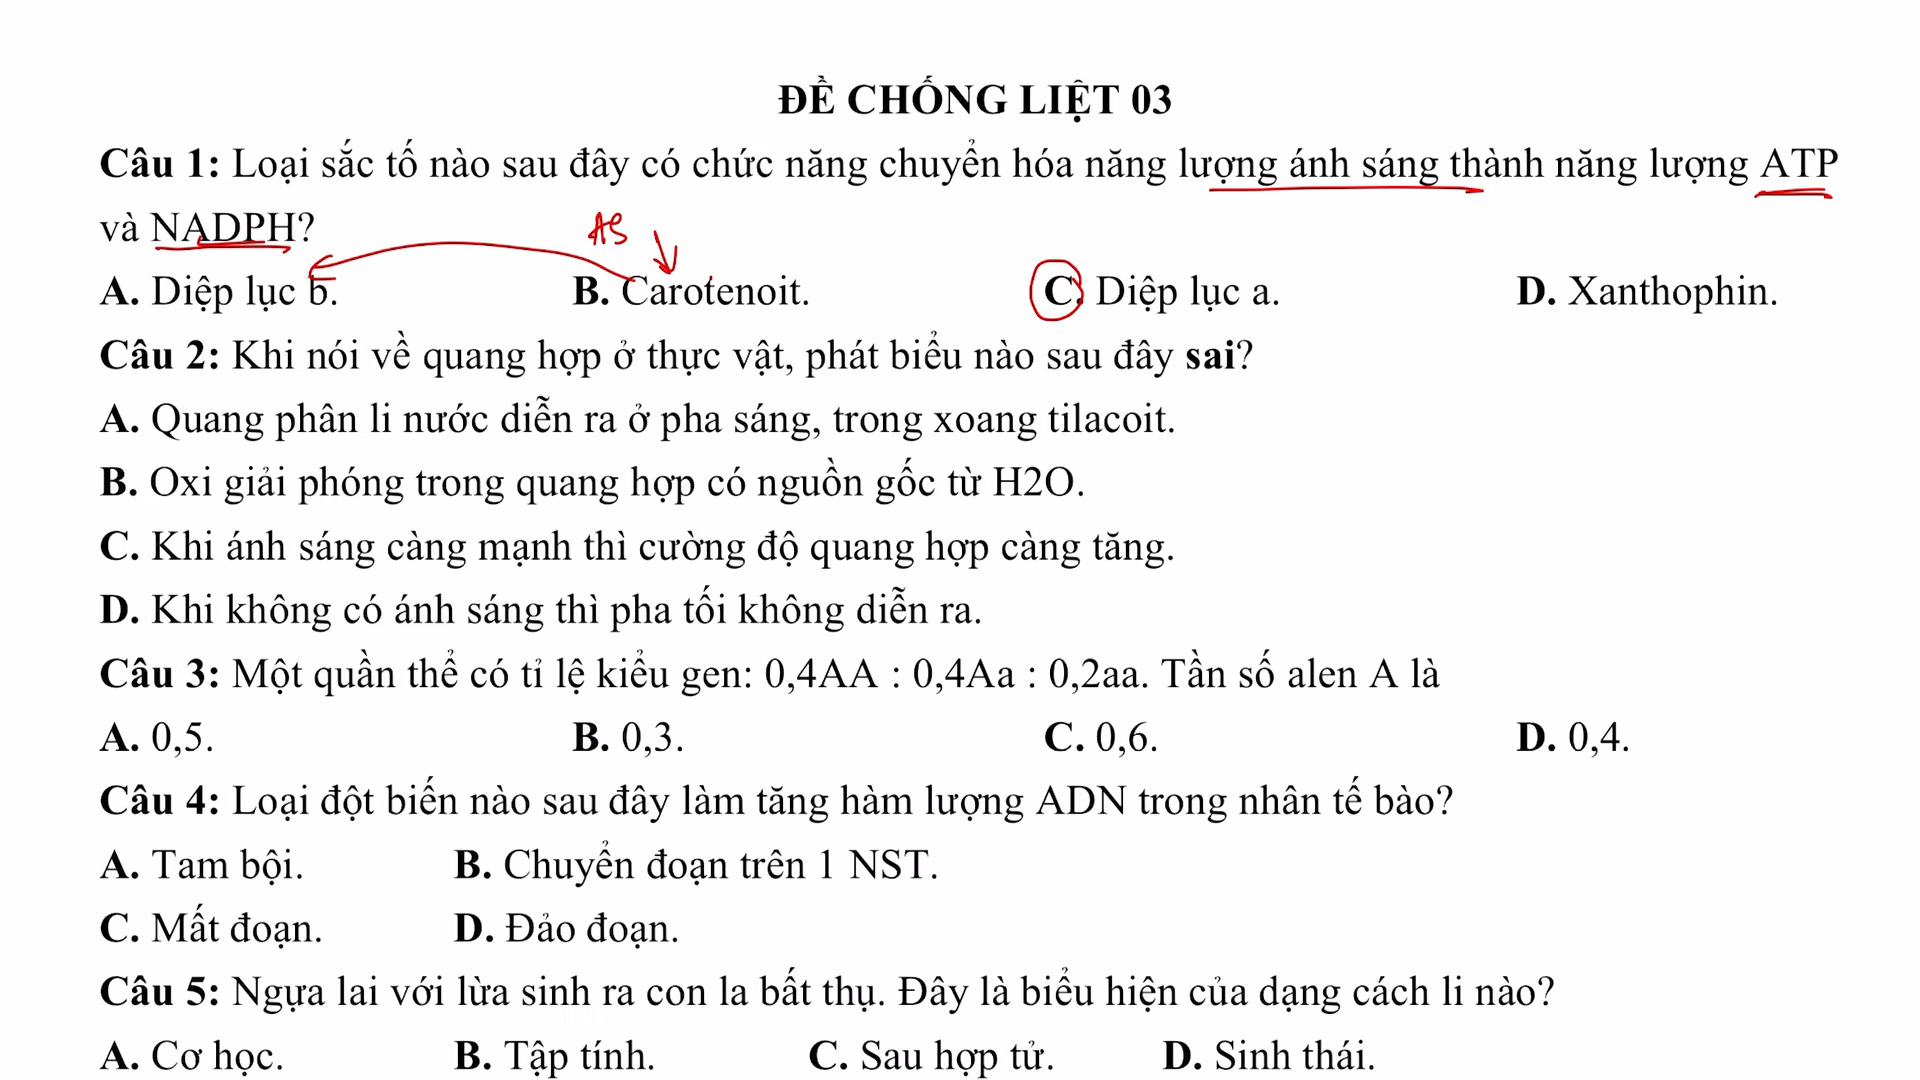 ĐỀ CHỐNG LIỆT 03
Câu 1: Loại sắc tố nào sau đây có chức năng chuyển hóa năng lượng ánh sáng thành năng lượng ATP
và NADPH?
AS
A. Diệp lục b. B. Carotenoit. C. Diệp lục a. D. Xanthophin.
Câu 2: Khi nói về quang hợp ở thực vật, phát biểu nào sau đây sai?
A. Quang phân li nước diễn ra ở pha sáng, trong xoang tilacoit.
B. Oxi giải phóng trong quang hợp có nguồn gốc từ H2O.
C. Khi ánh sáng càng mạnh thì cường độ quang hợp càng tăng.
D. Khi không có ánh sáng thì pha tối không diễn ra.
Câu 3: Một quần thể có tỉ lệ kiểu gen: 0,4AA : 0,4Aa : 0,2aa. Tần số alen A là
A. 0,5. B. 0,3. C. 0,6. D. 0,4.
Câu 4: Loại đột biến nào sau đây làm tăng hàm lượng ADN trong nhân tế bào?
A. Tam bội. B. Chuyển đoạn trên 1 NST.
C. Mất đoạn. D. Đảo đoạn.
Câu 5: Ngựa lai với lừa sinh ra con la bất thụ. Đây là biểu hiện của dạng cách li nào?
A. Cơ học. B. Tập tính. C. Sau hợp tử. D. Sinh thái.